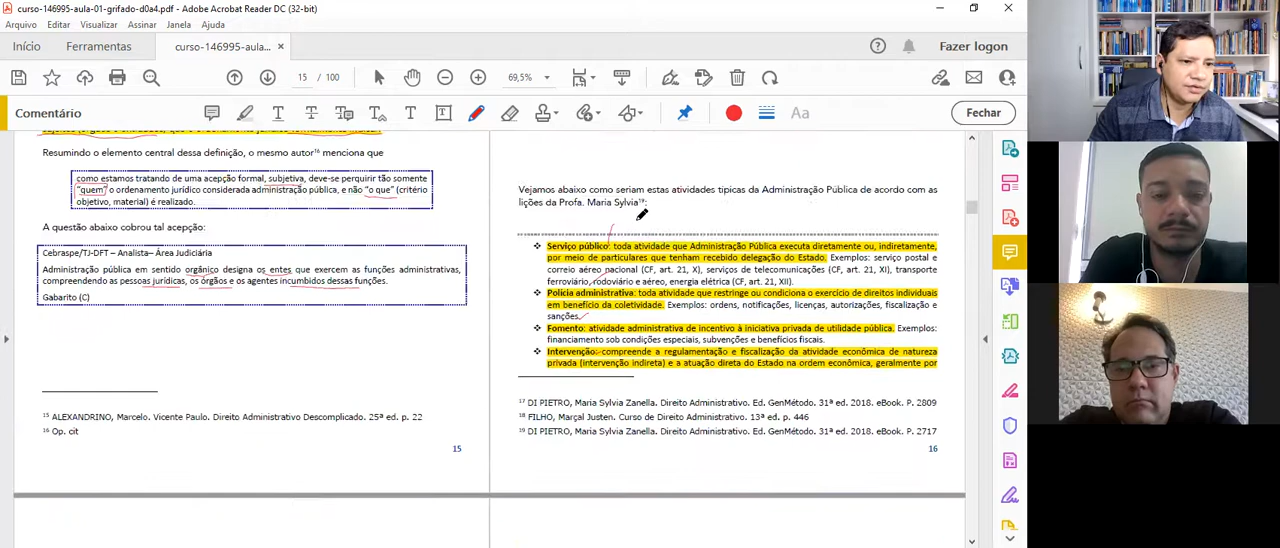 curso-146995-aula-01-grifado-d0a4.pdf - Adobe Acrobat Reader DC (32-bit)
Arquivo Editar Visualizar Assinar Janela Ajuda
Início Ferramentas curso-146995-aula... × Fazer logon
15 / 100 69,5%
Comentário Aa Fechar
Resumindo o elemento central dessa definição, o mesmo autor¹⁶ menciona que
como estamos tratando de uma acepção formal, subjetiva, deve-se perquirir tão somente
“quem” o ordenamento jurídico considerada administração pública, e não “o que” (critério
objetivo, material) é realizado.
A questão abaixo cobrou tal acepção:
Cebraspe/TJ-DFT – Analista– Área Judiciária
Administração pública em sentido orgânico designa os entes que exercem as funções administrativas,
compreendendo as pessoas jurídicas, os órgãos e os agentes incumbidos dessas funções.
Gabarito (C)
¹⁵ ALEXANDRINO, Marcelo. Vicente Paulo. Direito Administrativo Descomplicado. 25ª ed. p. 22
¹⁶ Op. cit
15
Vejamos abaixo como seriam estas atividades típicas da Administração Pública de acordo com as
lições da Profa. Maria Sylvia¹⁹:
❖ Serviço público: toda atividade que Administração Pública executa diretamente ou, indiretamente,
por meio de particulares que tenham recebido delegação do Estado. Exemplos: serviço postal e
correio aéreo nacional (CF, art. 21, X), serviços de telecomunicações (CF, art. 21, XI), transporte
ferroviário, rodoviário e aéreo, energia elétrica (CF, art. 21, XII).
❖ Polícia administrativa: toda atividade que restringe ou condiciona o exercício de direitos individuais
em benefício da coletividade. Exemplos: ordens, notificações, licenças, autorizações, fiscalização e
sanções.
❖ Fomento: atividade administrativa de incentivo à iniciativa privada de utilidade pública. Exemplos:
financiamento sob condições especiais, subvenções e benefícios fiscais.
❖ Intervenção: compreende a regulamentação e fiscalização da atividade econômica de natureza
privada (intervenção indireta) e a atuação direta do Estado na ordem econômica, geralmente por
¹⁷ DI PIETRO, Maria Sylvia Zanella. Direito Administrativo. Ed. GenMétodo. 31ª ed. 2018. eBook. P. 2809
¹⁸ FILHO, Marçal Justen. Curso de Direito Administrativo. 13ª ed. p. 446
¹⁹ DI PIETRO, Maria Sylvia Zanella. Direito Administrativo. Ed. GenMétodo. 31ª ed. 2018. eBook. P. 2717
16